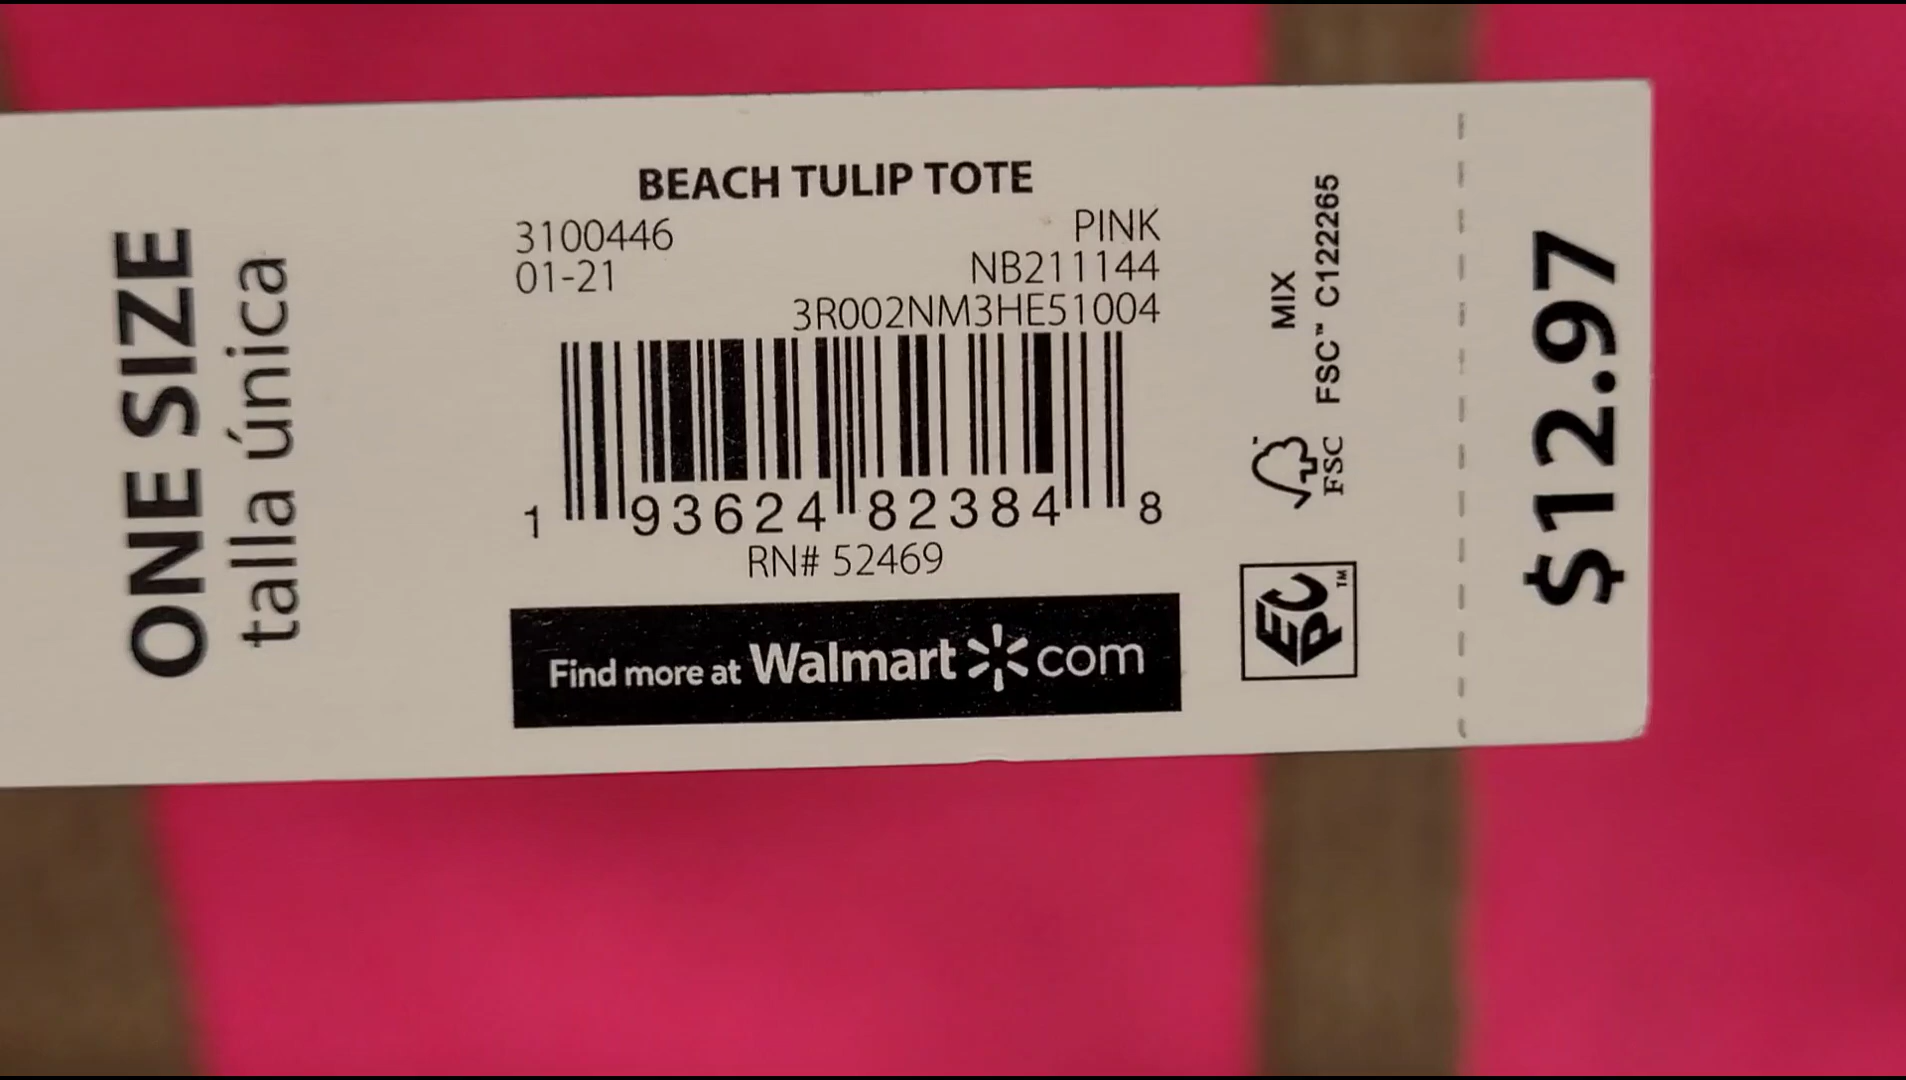 ONE SIZE
talla única
BEACH TULIP TOTE
3100446 PINK
01-21 NB211144
3R002NM3HE51004
1 93624 82384 8
RN# 52469
Find more at Walmart com
MIX
FSC™ C122265
FSC
EPC™
$12.97